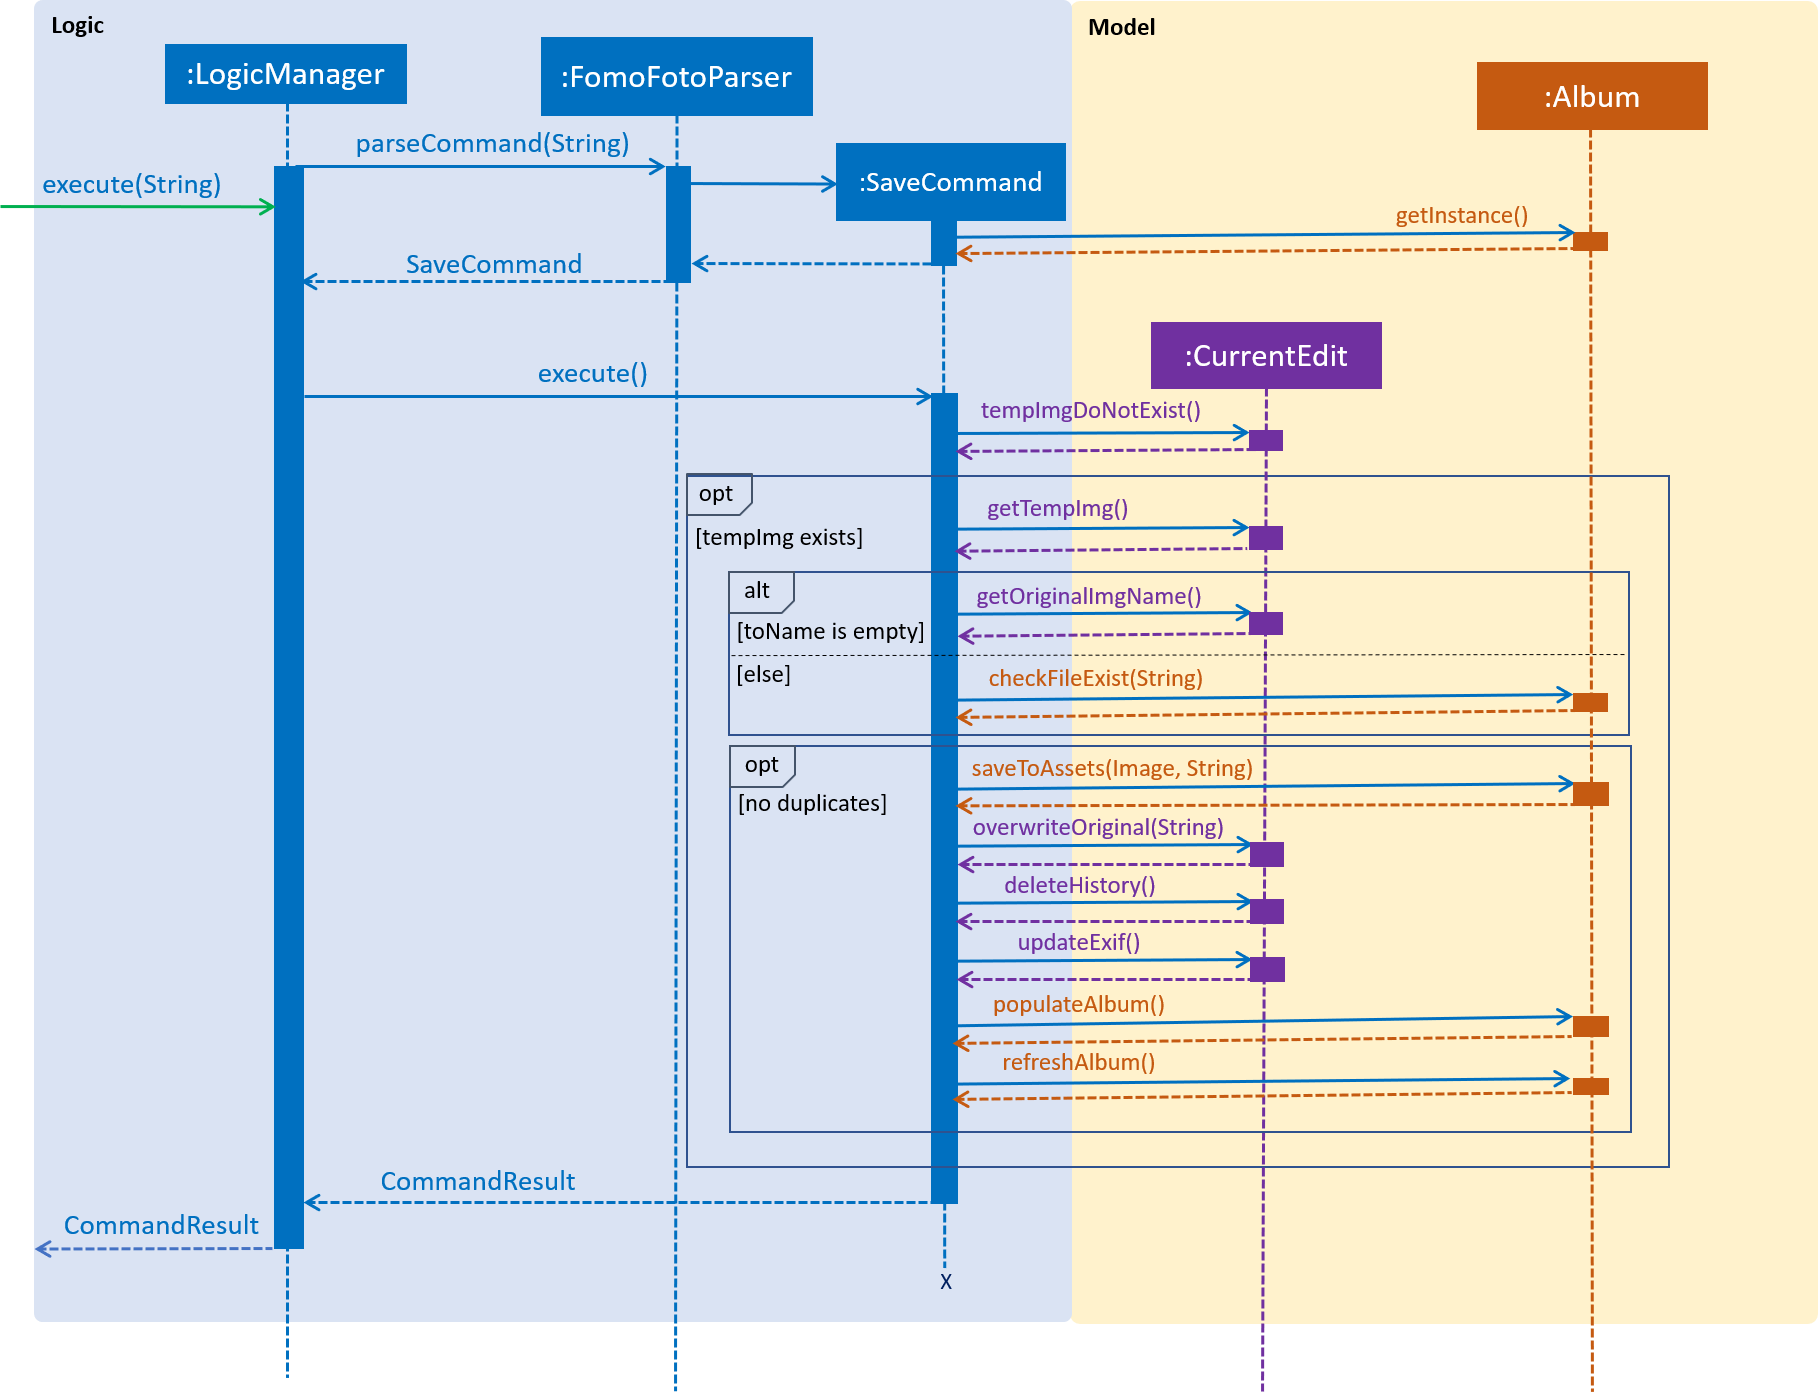 Logic
Model
:LogicManager
:FomoFotoParser
:Album
parseCommand(String)
execute(String)
:SaveCommand
getInstance()
SaveCommand
:CurrentEdit
execute()
tempImgDoNotExist()
opt
getTempImg()
[tempImg exists]
alt
getOriginalImgName()
[toName is empty]
[else]
checkFileExist(String)
opt
saveToAssets(Image, String)
[no duplicates]
overwriteOriginal(String)
deleteHistory()
updateExif()
populateAlbum()
refreshAlbum()
CommandResult
CommandResult
X